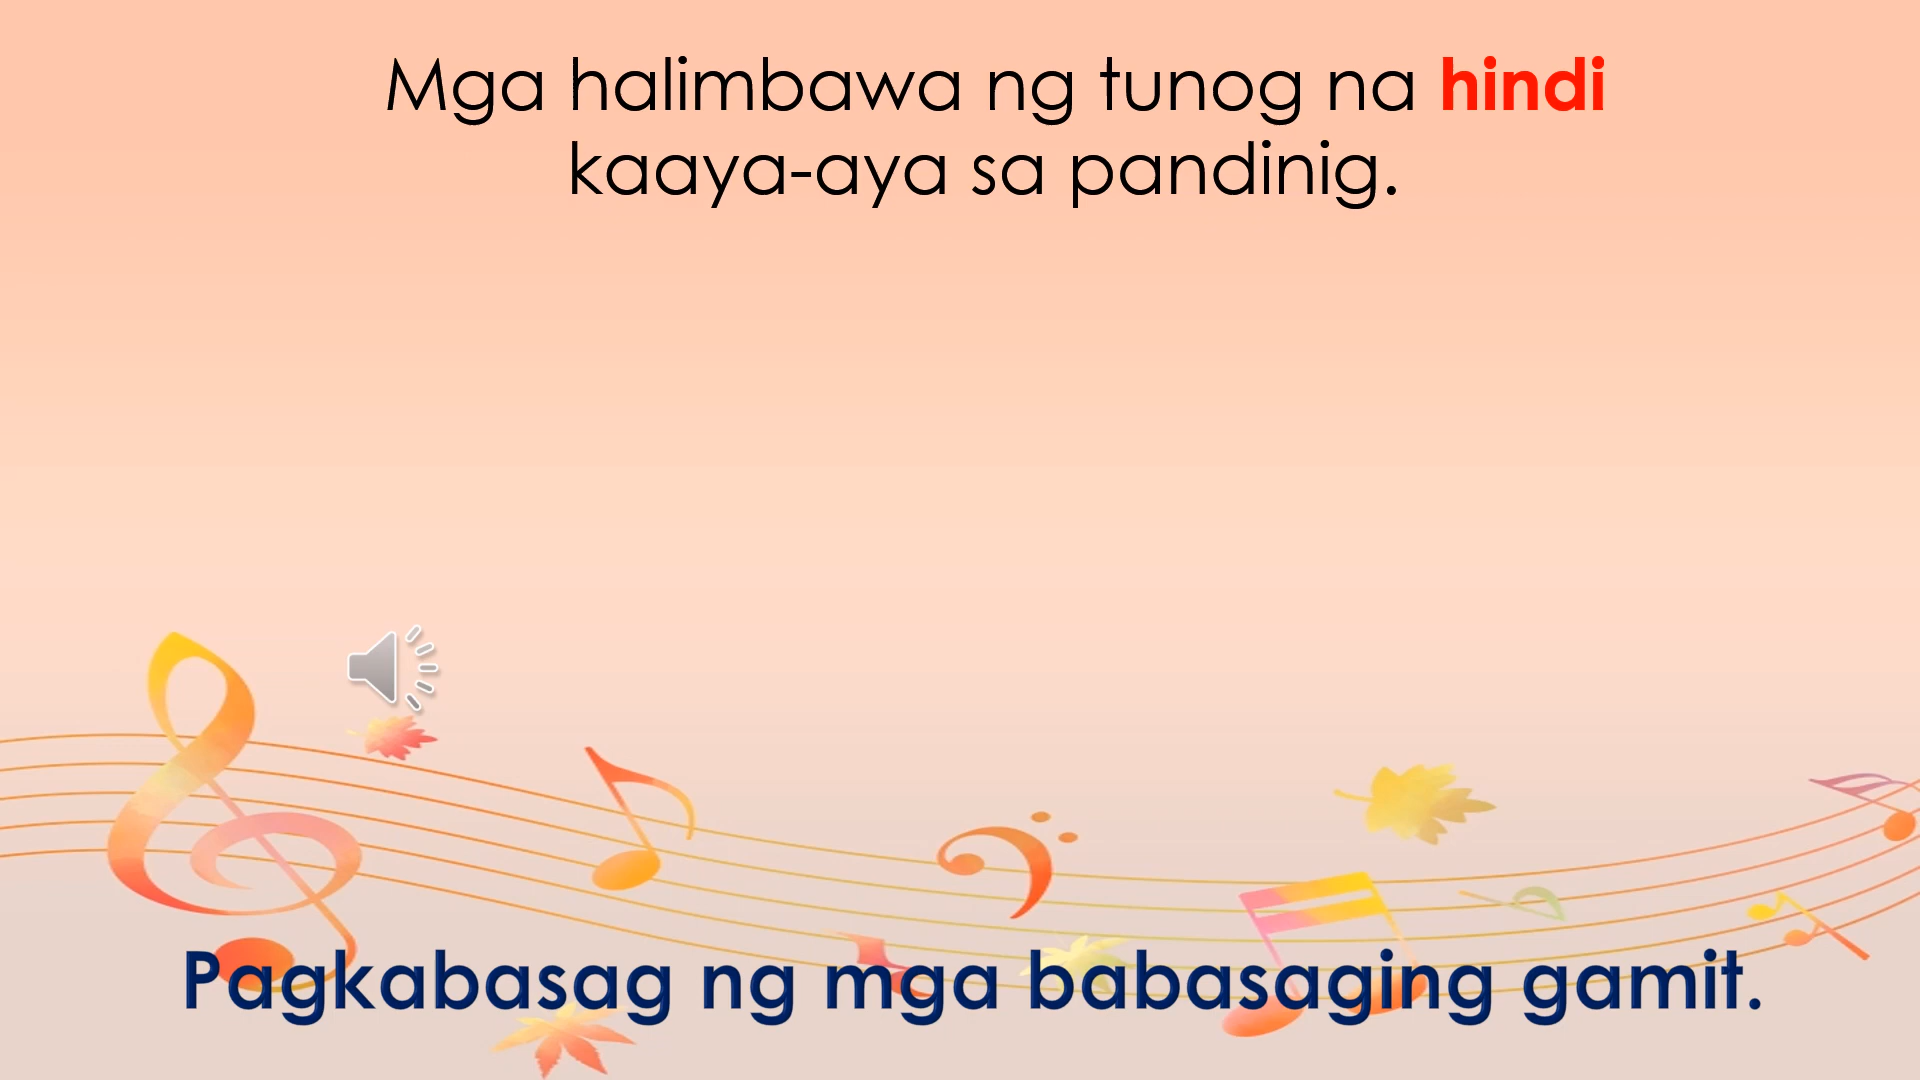 Mga halimbawa ng tunog na hindi
kaaya-aya sa pandinig.
Pagkabasag ng mga babasaging gamit.